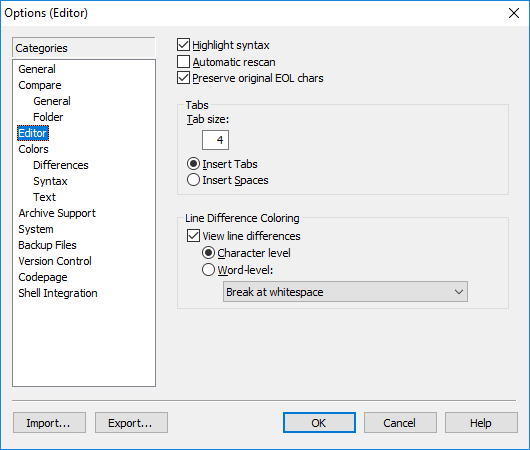 Options (Editor)
Categories
General
Compare
General
Folder
Editor
Colors
Differences
Syntax
Text
Archive Support
System
Backup Files
Version Control
Codepage
Shell Integration
Highlight syntax
Automatic rescan
Preserve original EOL chars
Tabs
Tab size:
4
Insert Tabs
Insert Spaces
Line Difference Coloring
View line differences
Character level
Word-level:
Break at whitespace
Import... Export... OK Cancel Help